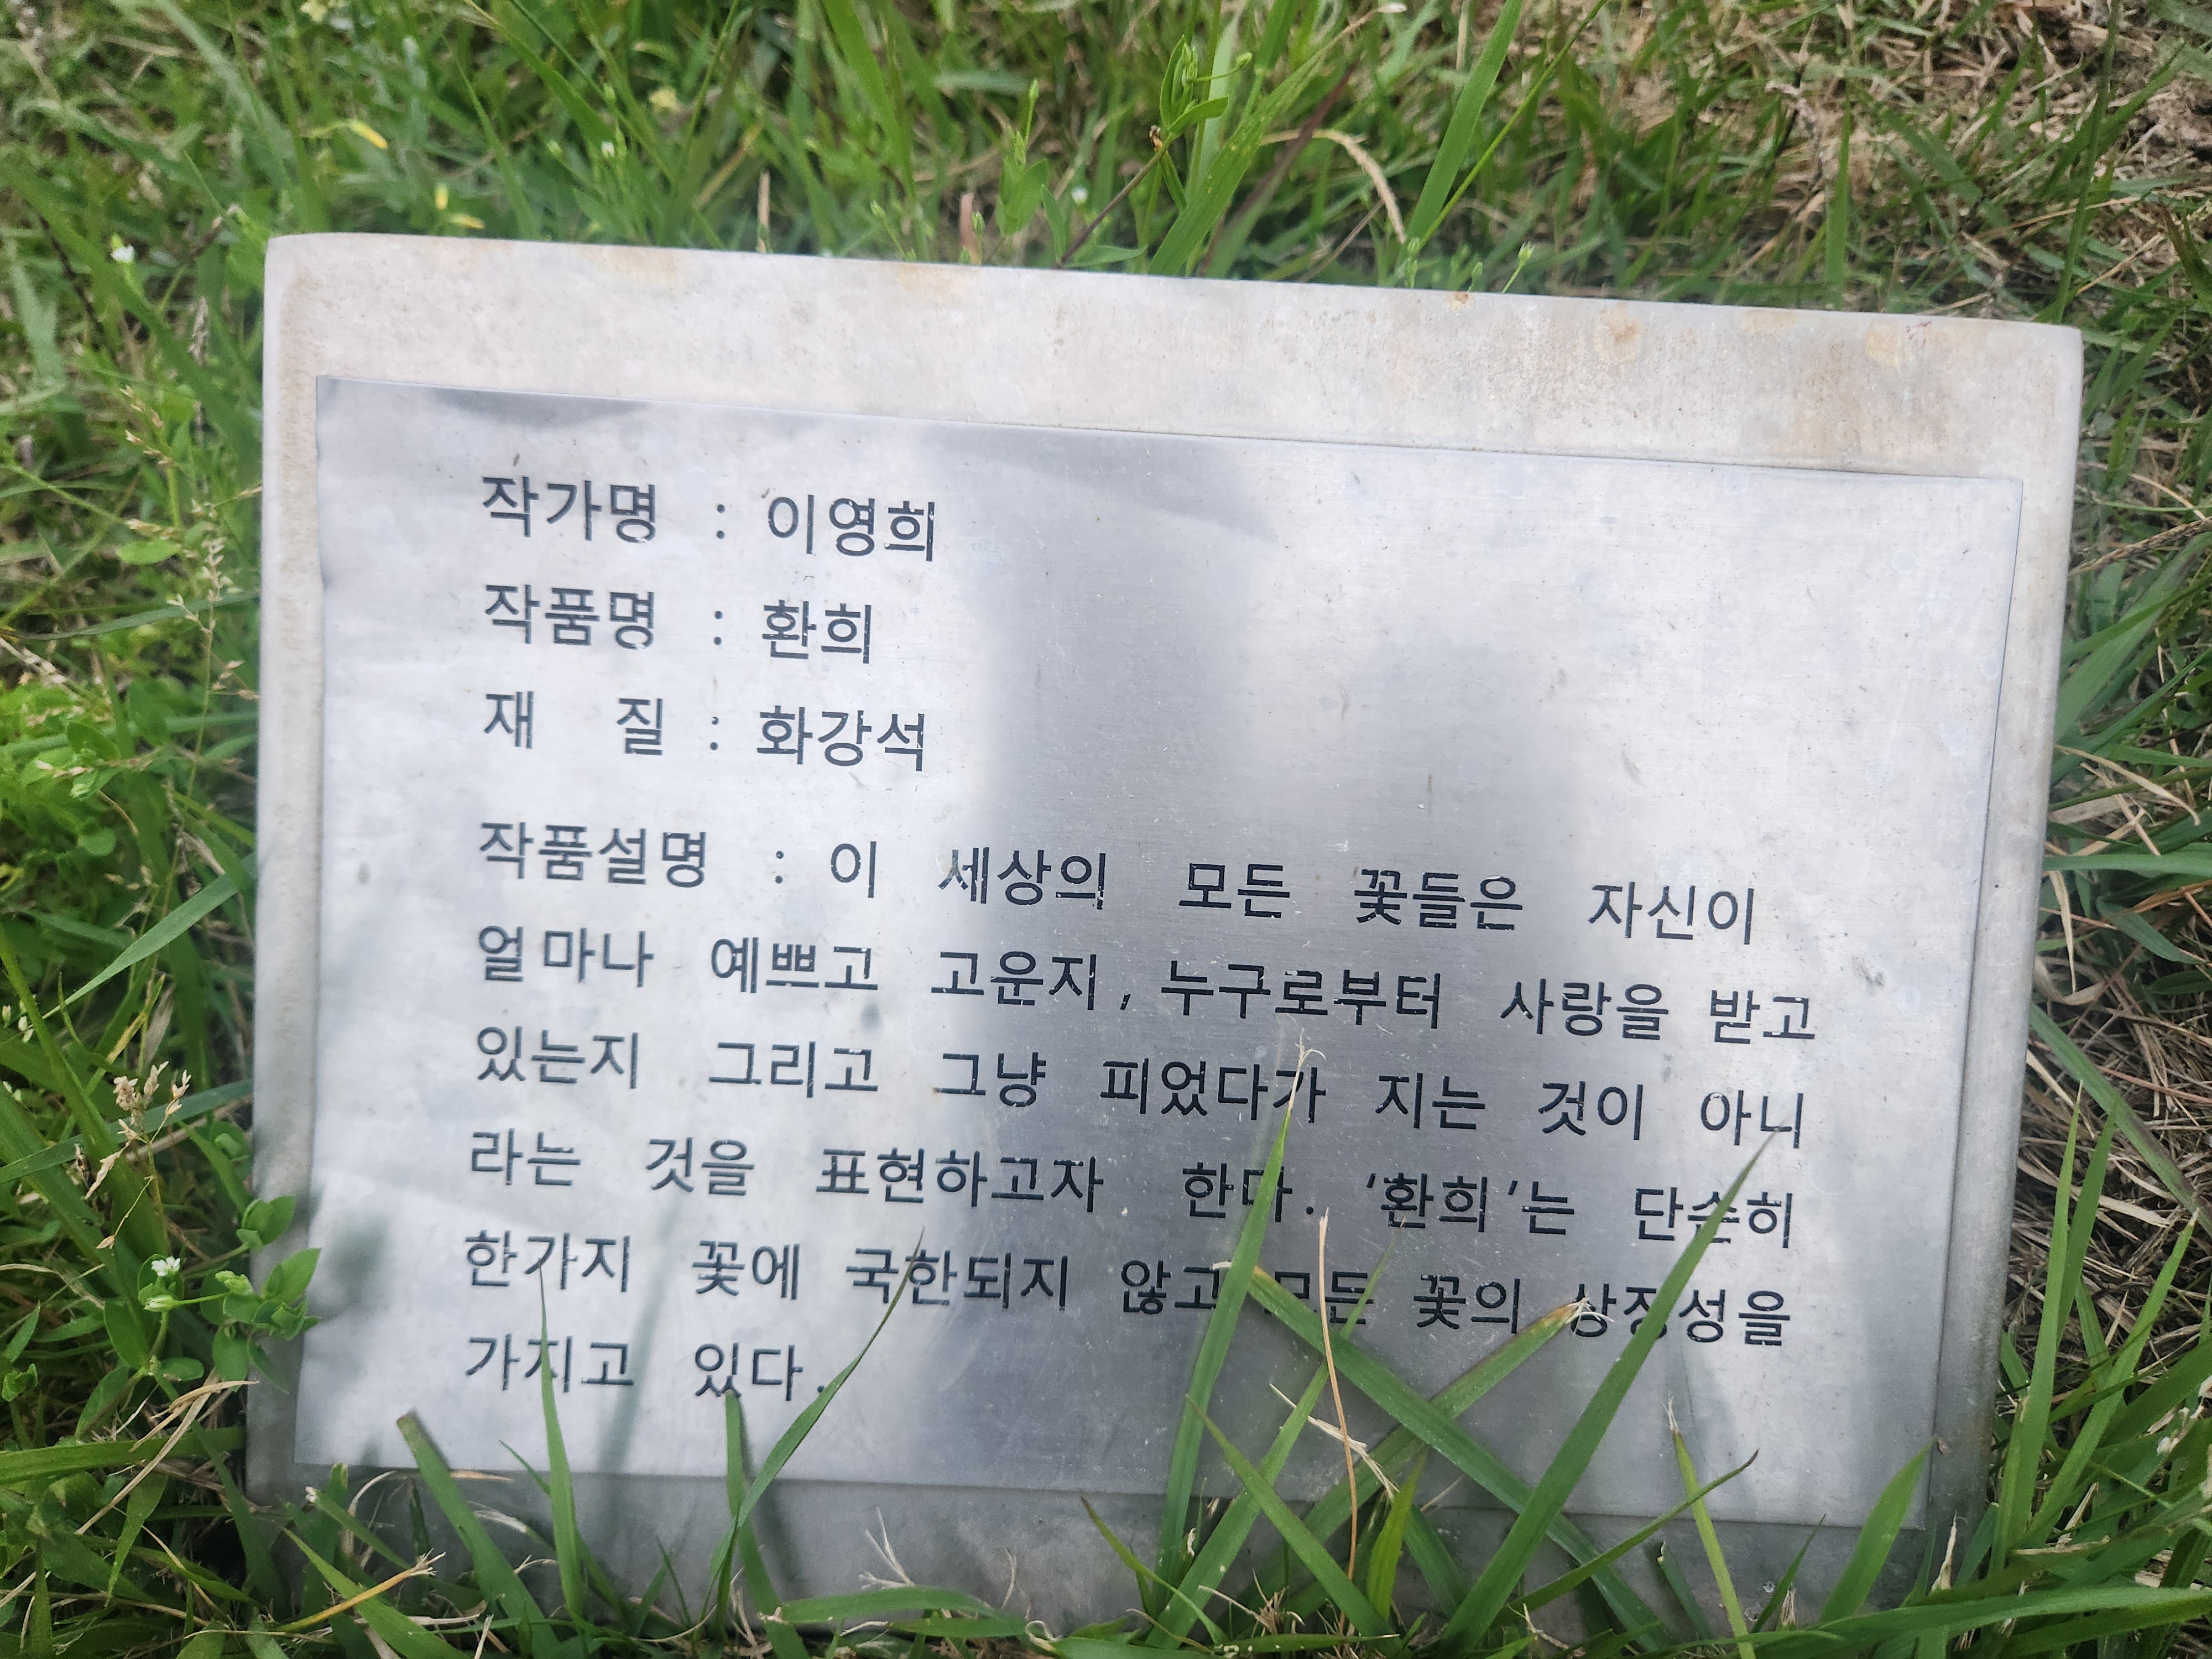 작가명 : 이영희
작품명 : 환희
재 질 : 화강석
작품설명 : 이 세상의 모든 꽃들은 자신이
얼마나 예쁘고 고운지, 누구로부터 사랑을 받고
있는지 그리고 그냥 피었다가 지는 것이 아니
라는 것을 표현하고자 한다. ‘환희’는 단순히
한가지 꽃에 국한되지 않고 모든 꽃의 상징성을
가지고 있다.